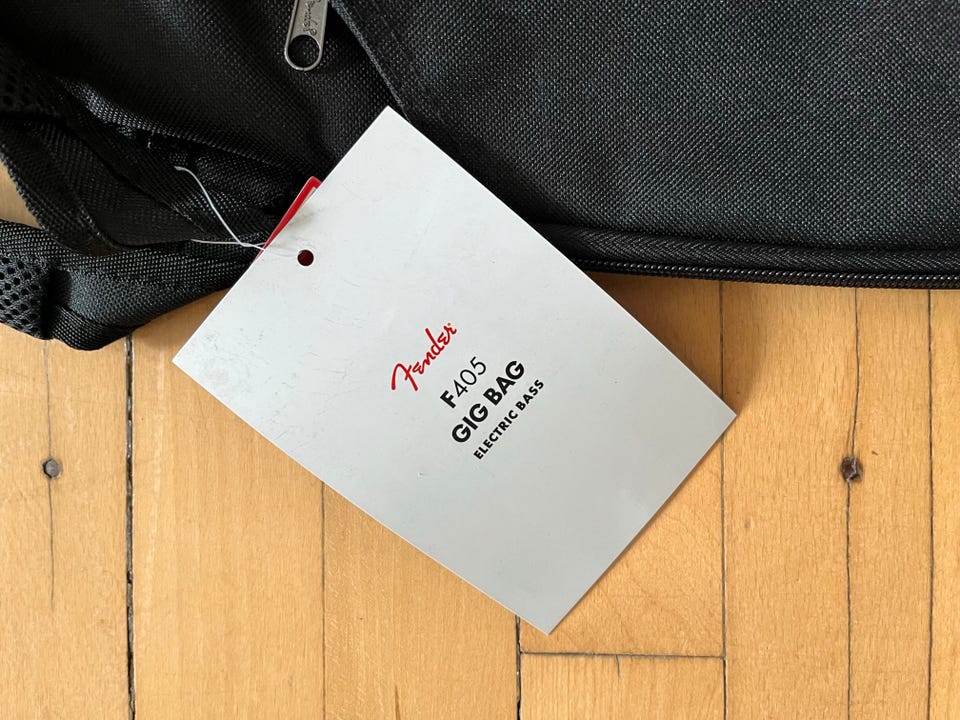 Fender
F405
GIG BAG
ELECTRIC BASS